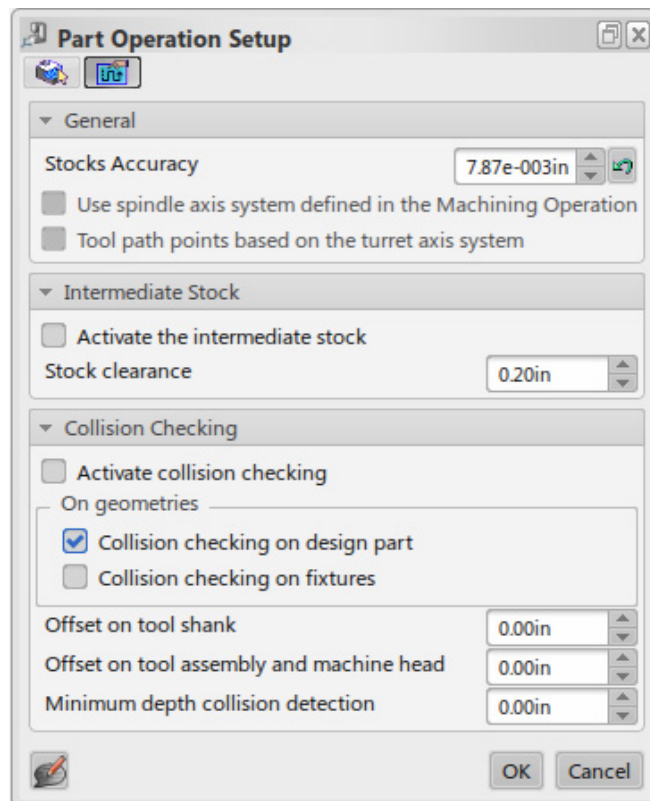 Part Operation Setup
General
Stocks Accuracy 7.87e-003in
Use spindle axis system defined in the Machining Operation
Tool path points based on the turret axis system
Intermediate Stock
Activate the intermediate stock
Stock clearance 0.20in
Collision Checking
Activate collision checking
On geometries
Collision checking on design part
Collision checking on fixtures
Offset on tool shank 0.00in
Offset on tool assembly and machine head 0.00in
Minimum depth collision detection 0.00in
OK Cancel